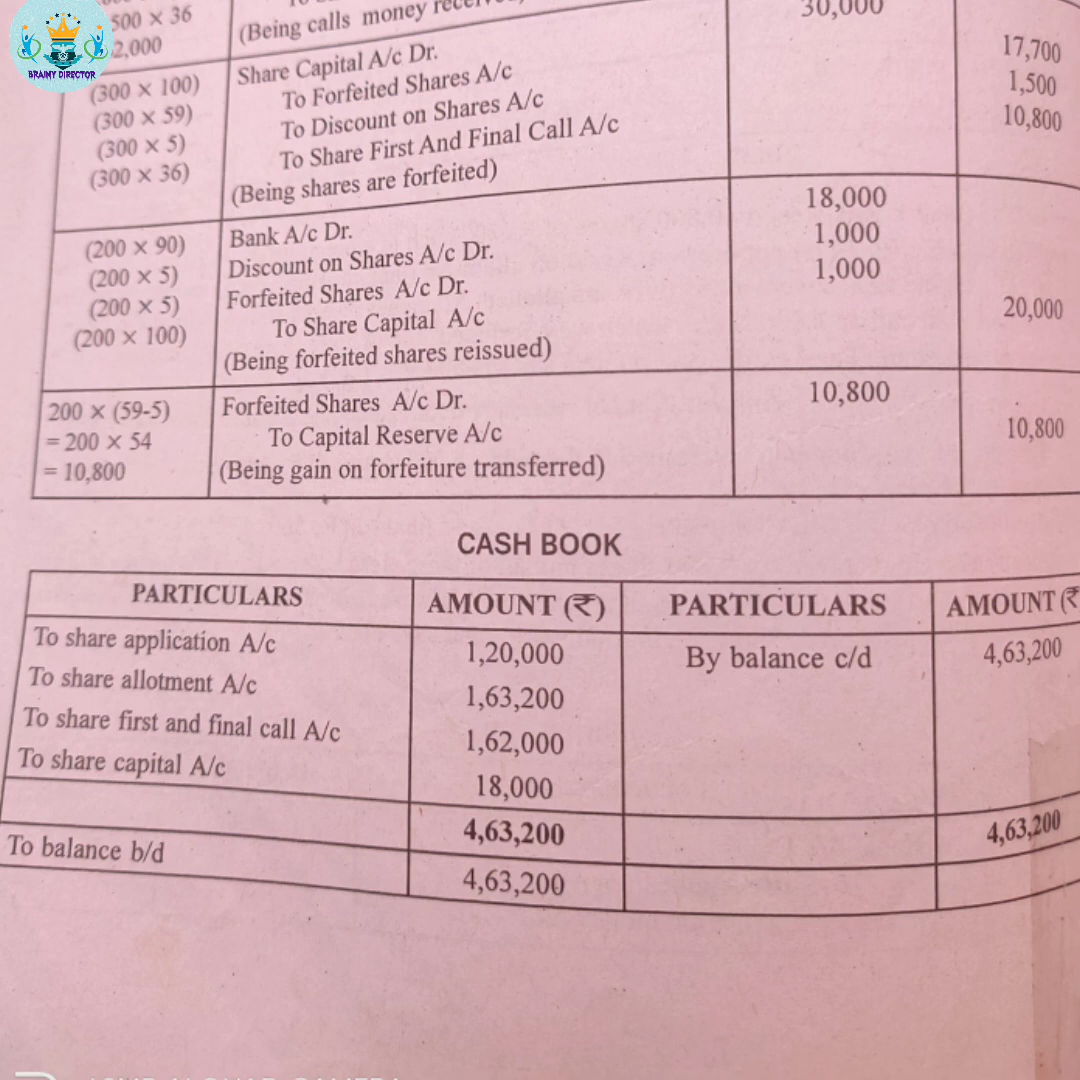 BRAINY DIRECTOR
500 × 36
2,000
(Being calls money
30,000
(300 × 100)
(300 × 59)
(300 × 5)
(300 × 36)
Share Capital A/c Dr.
To Forfeited Shares A/c
To Discount on Shares A/c
To Share First And Final Call A/c
(Being shares are forfeited)
17,700
1,500
10,800
(200 × 90) Bank A/c Dr. 18,000
(200 × 5) Discount on Shares A/c Dr. 1,000
(200 × 5) Forfeited Shares A/c Dr. 1,000
(200 × 100) To Share Capital A/c 20,000
(Being forfeited shares reissued)
200 × (59-5) Forfeited Shares A/c Dr. 10,800
= 200 × 54 To Capital Reserve A/c 10,800
= 10,800 (Being gain on forfeiture transferred)
CASH BOOK
PARTICULARS AMOUNT (₹) PARTICULARS AMOUNT (₹
To share application A/c 1,20,000 By balance c/d 4,63,200
To share allotment A/c 1,63,200
To share first and final call A/c 1,62,000
To share capital A/c 18,000
4,63,200 4,63,200
To balance b/d 4,63,200